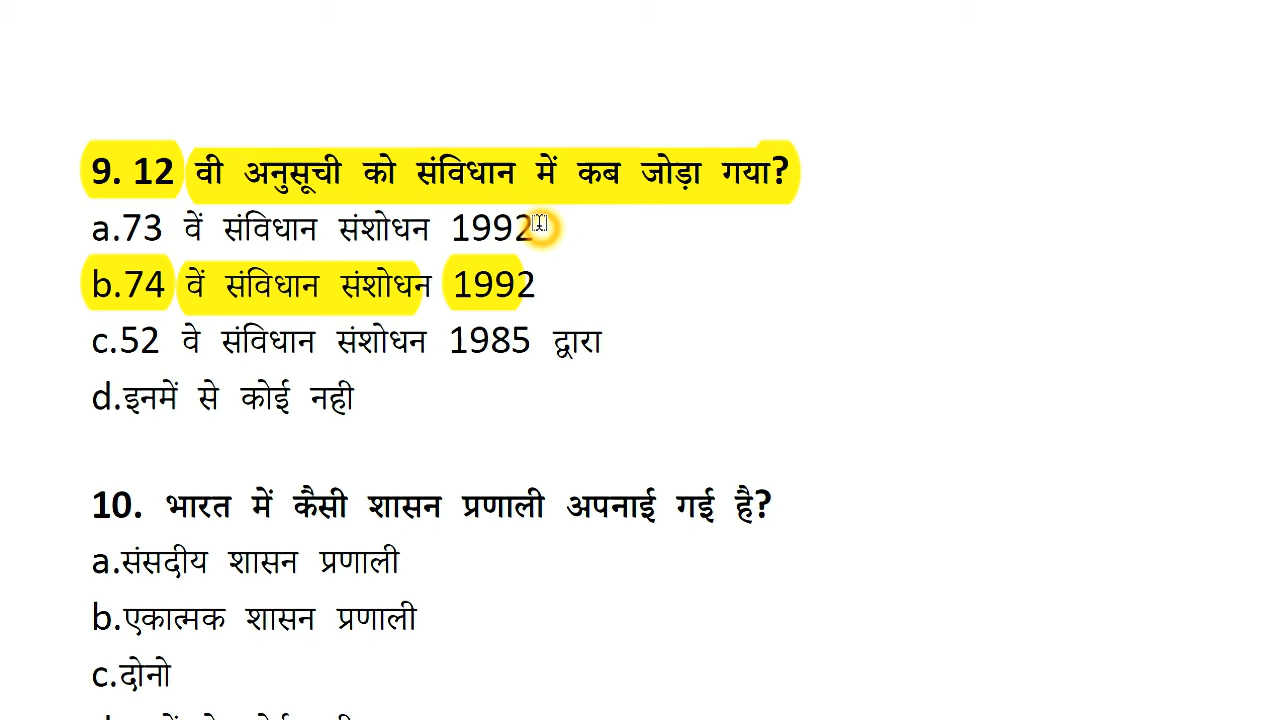 9. 12 वी अनुसूची को संविधान में कब जोड़ा गया?
a.73 वें संविधान संशोधन 1992
b.74 वें संविधान संशोधन 1992
c.52 वे संविधान संशोधन 1985 द्वारा
d.इनमें से कोई नही
10. भारत में कैसी शासन प्रणाली अपनाई गई है?
a.संसदीय शासन प्रणाली
b.एकात्मक शासन प्रणाली
c.दोनो